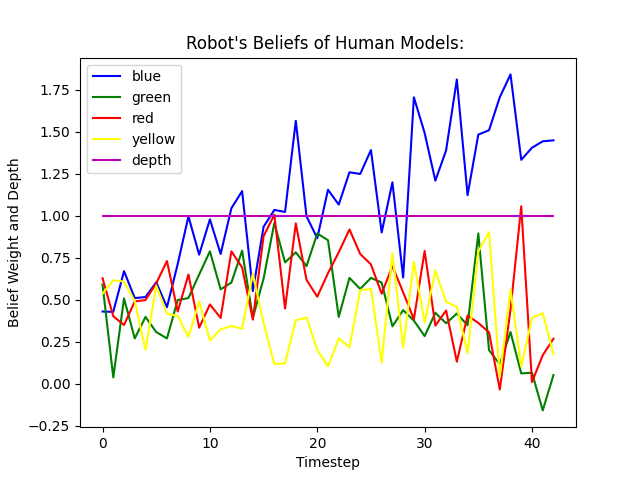 Robot's Beliefs of Human Models:
blue
green
red
yellow
depth
1.75
1.50
1.25
1.00
0.75
0.50
0.25
0.00
−0.25
Belief Weight and Depth
0 10 20 30 40
Timestep